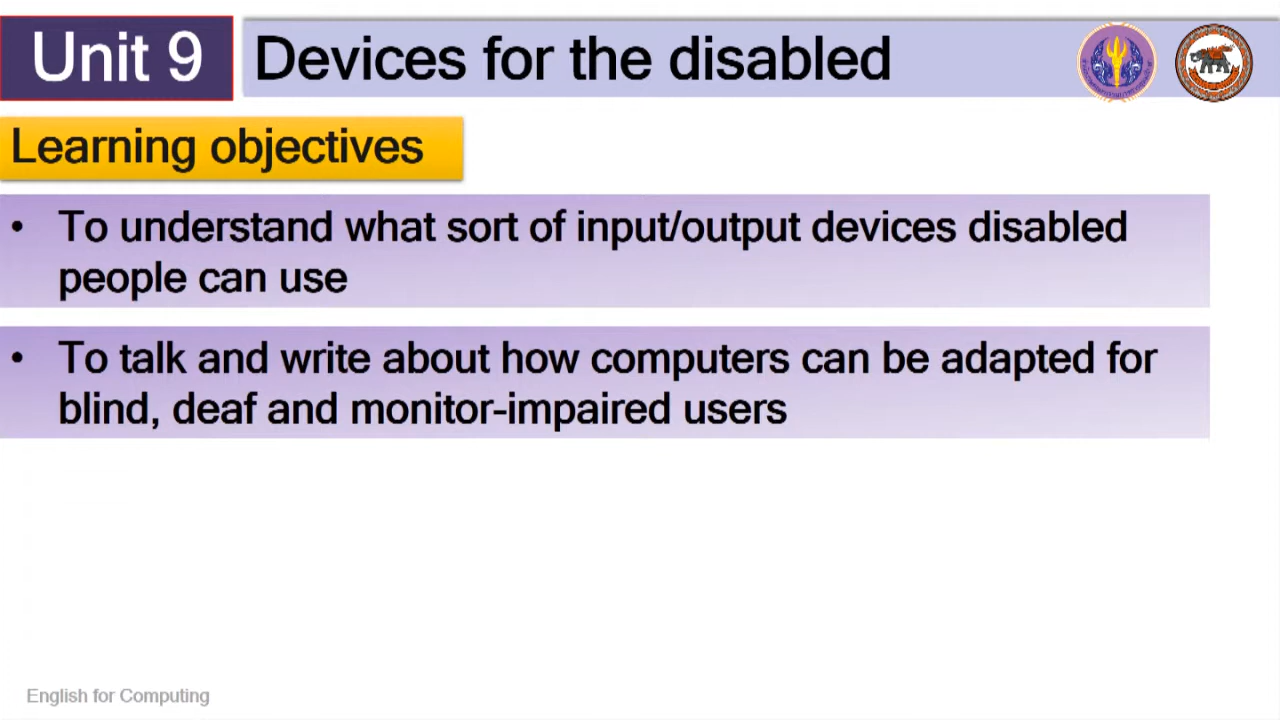 Unit 9
Devices for the disabled
Learning objectives
• To understand what sort of input/output devices disabled
people can use
• To talk and write about how computers can be adapted for
blind, deaf and monitor-impaired users
English for Computing